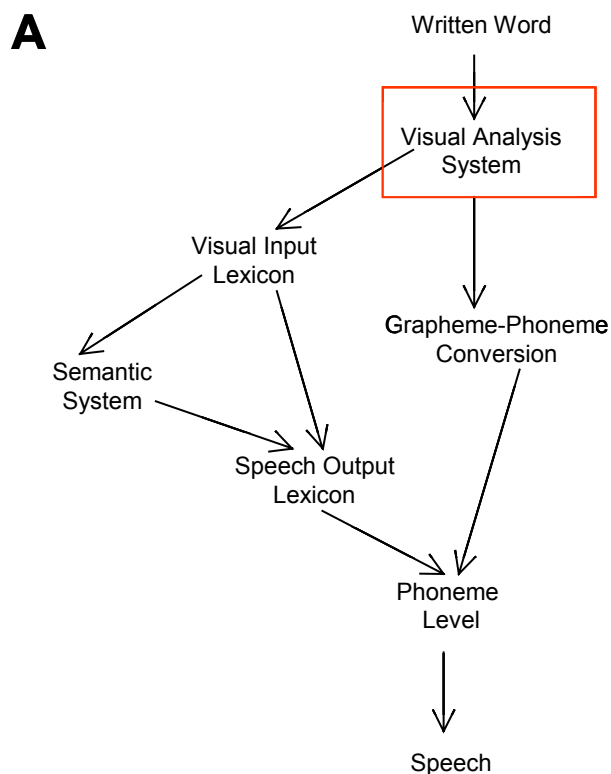 A
Written Word
Visual Analysis
System
Visual Input
Lexicon
Grapheme-Phoneme
Conversion
Semantic
System
Speech Output
Lexicon
Phoneme
Level
Speech